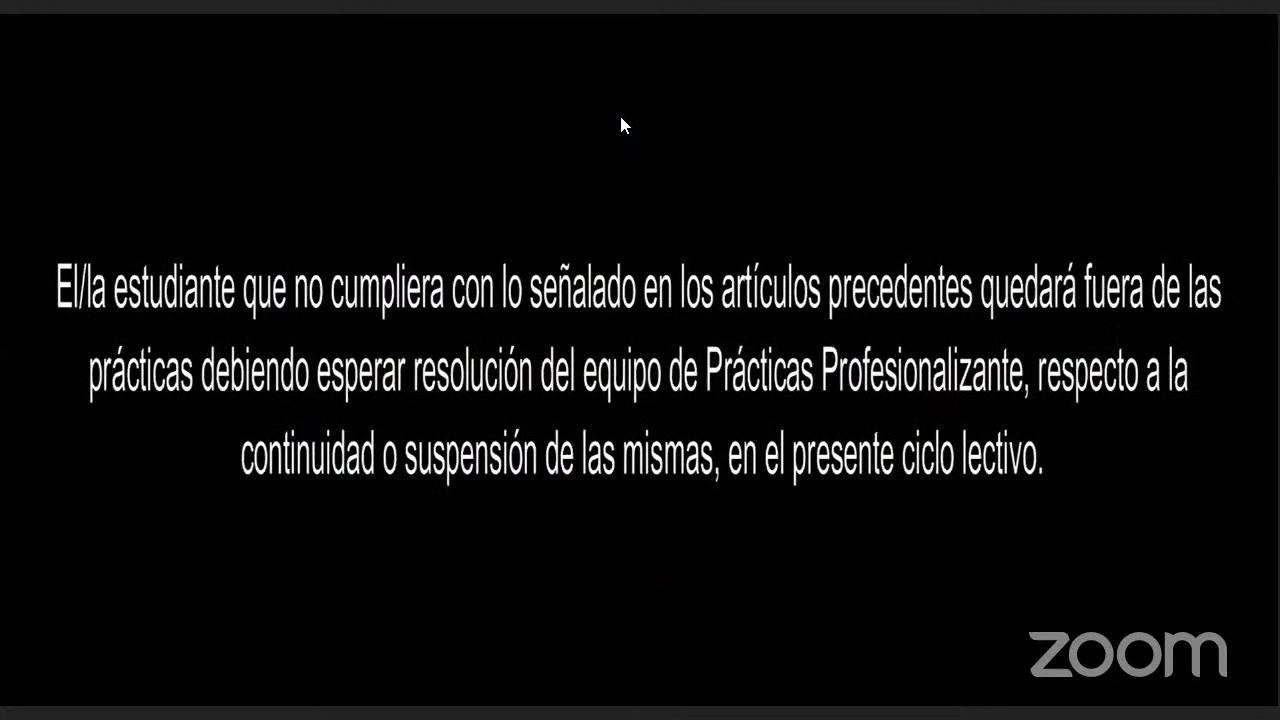 El/la estudiante que no cumpliera con lo señalado en los artículos precedentes quedará fuera de las
prácticas debiendo esperar resolución del equipo de Prácticas Profesionalizante, respecto a la
continuidad o suspensión de las mismas, en el presente ciclo lectivo.
zoom